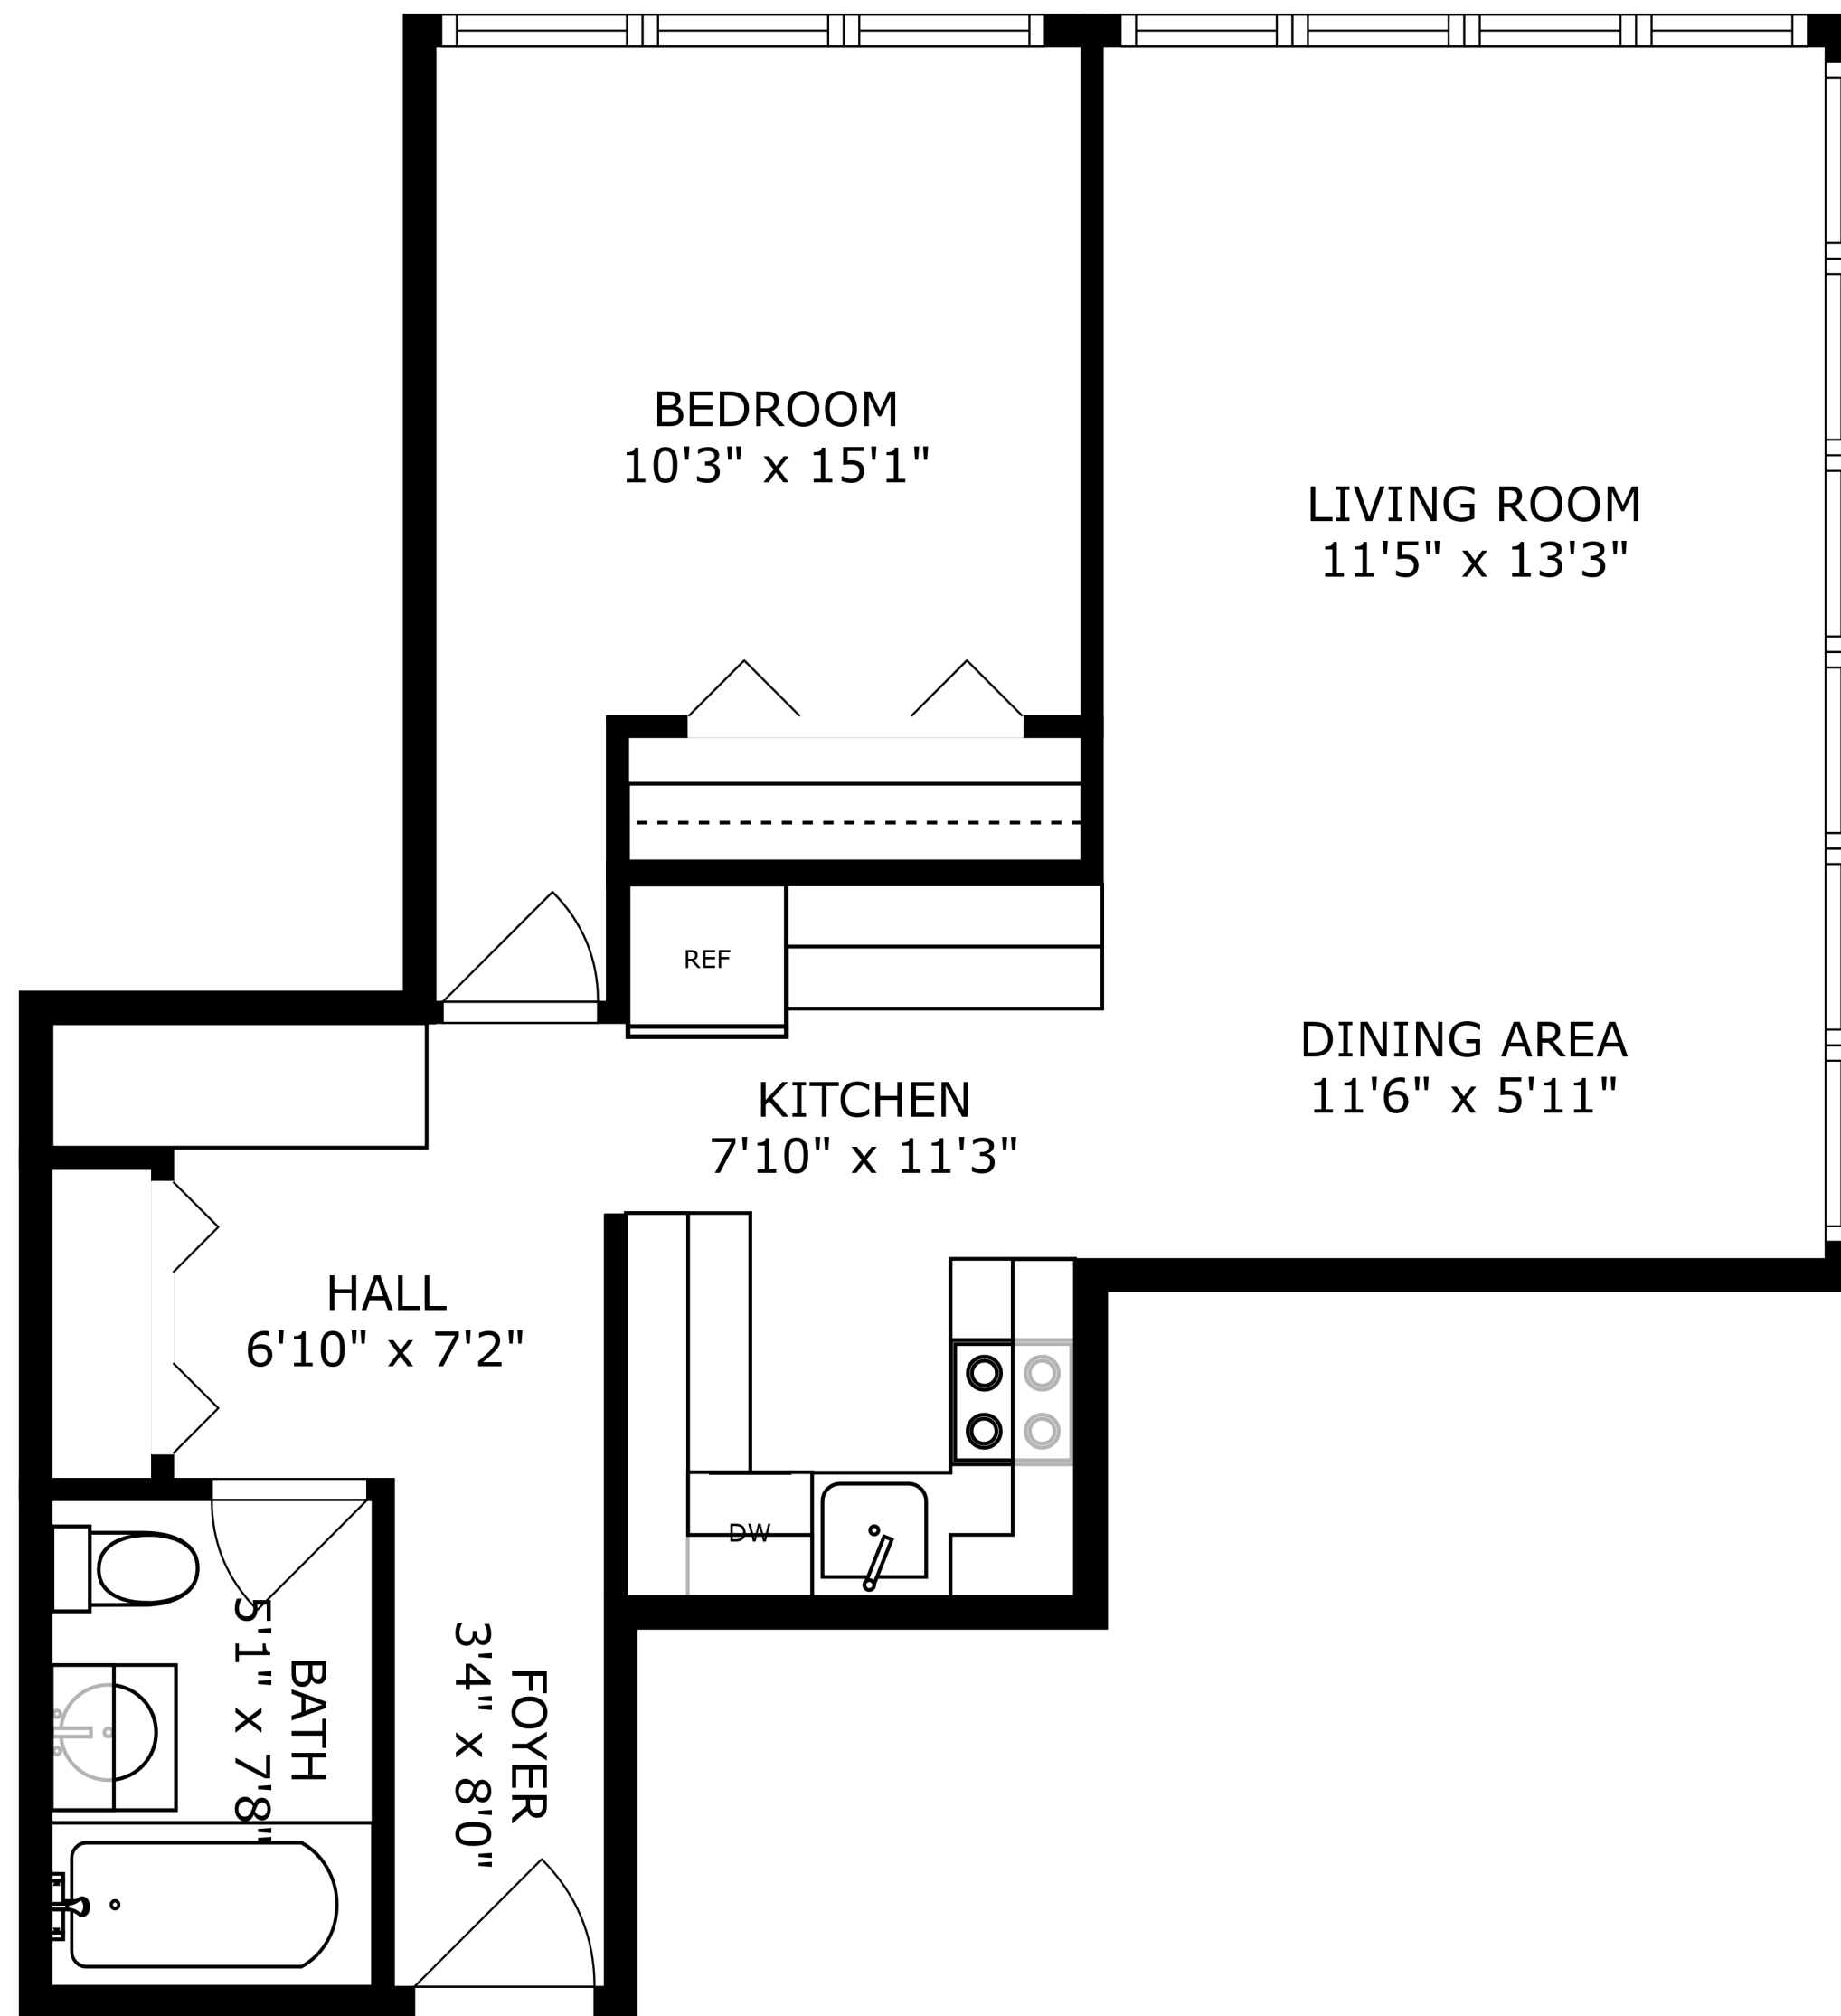 BEDROOM
10'3" x 15'1"
LIVING ROOM
11'5" x 13'3"
REF
DINING AREA
11'6" x 5'11"
KITCHEN
7'10" x 11'3"
HALL
6'10" x 7'2"
DW
BATH
5'1" x 7'8"
FOYER
3'4" x 8'0"